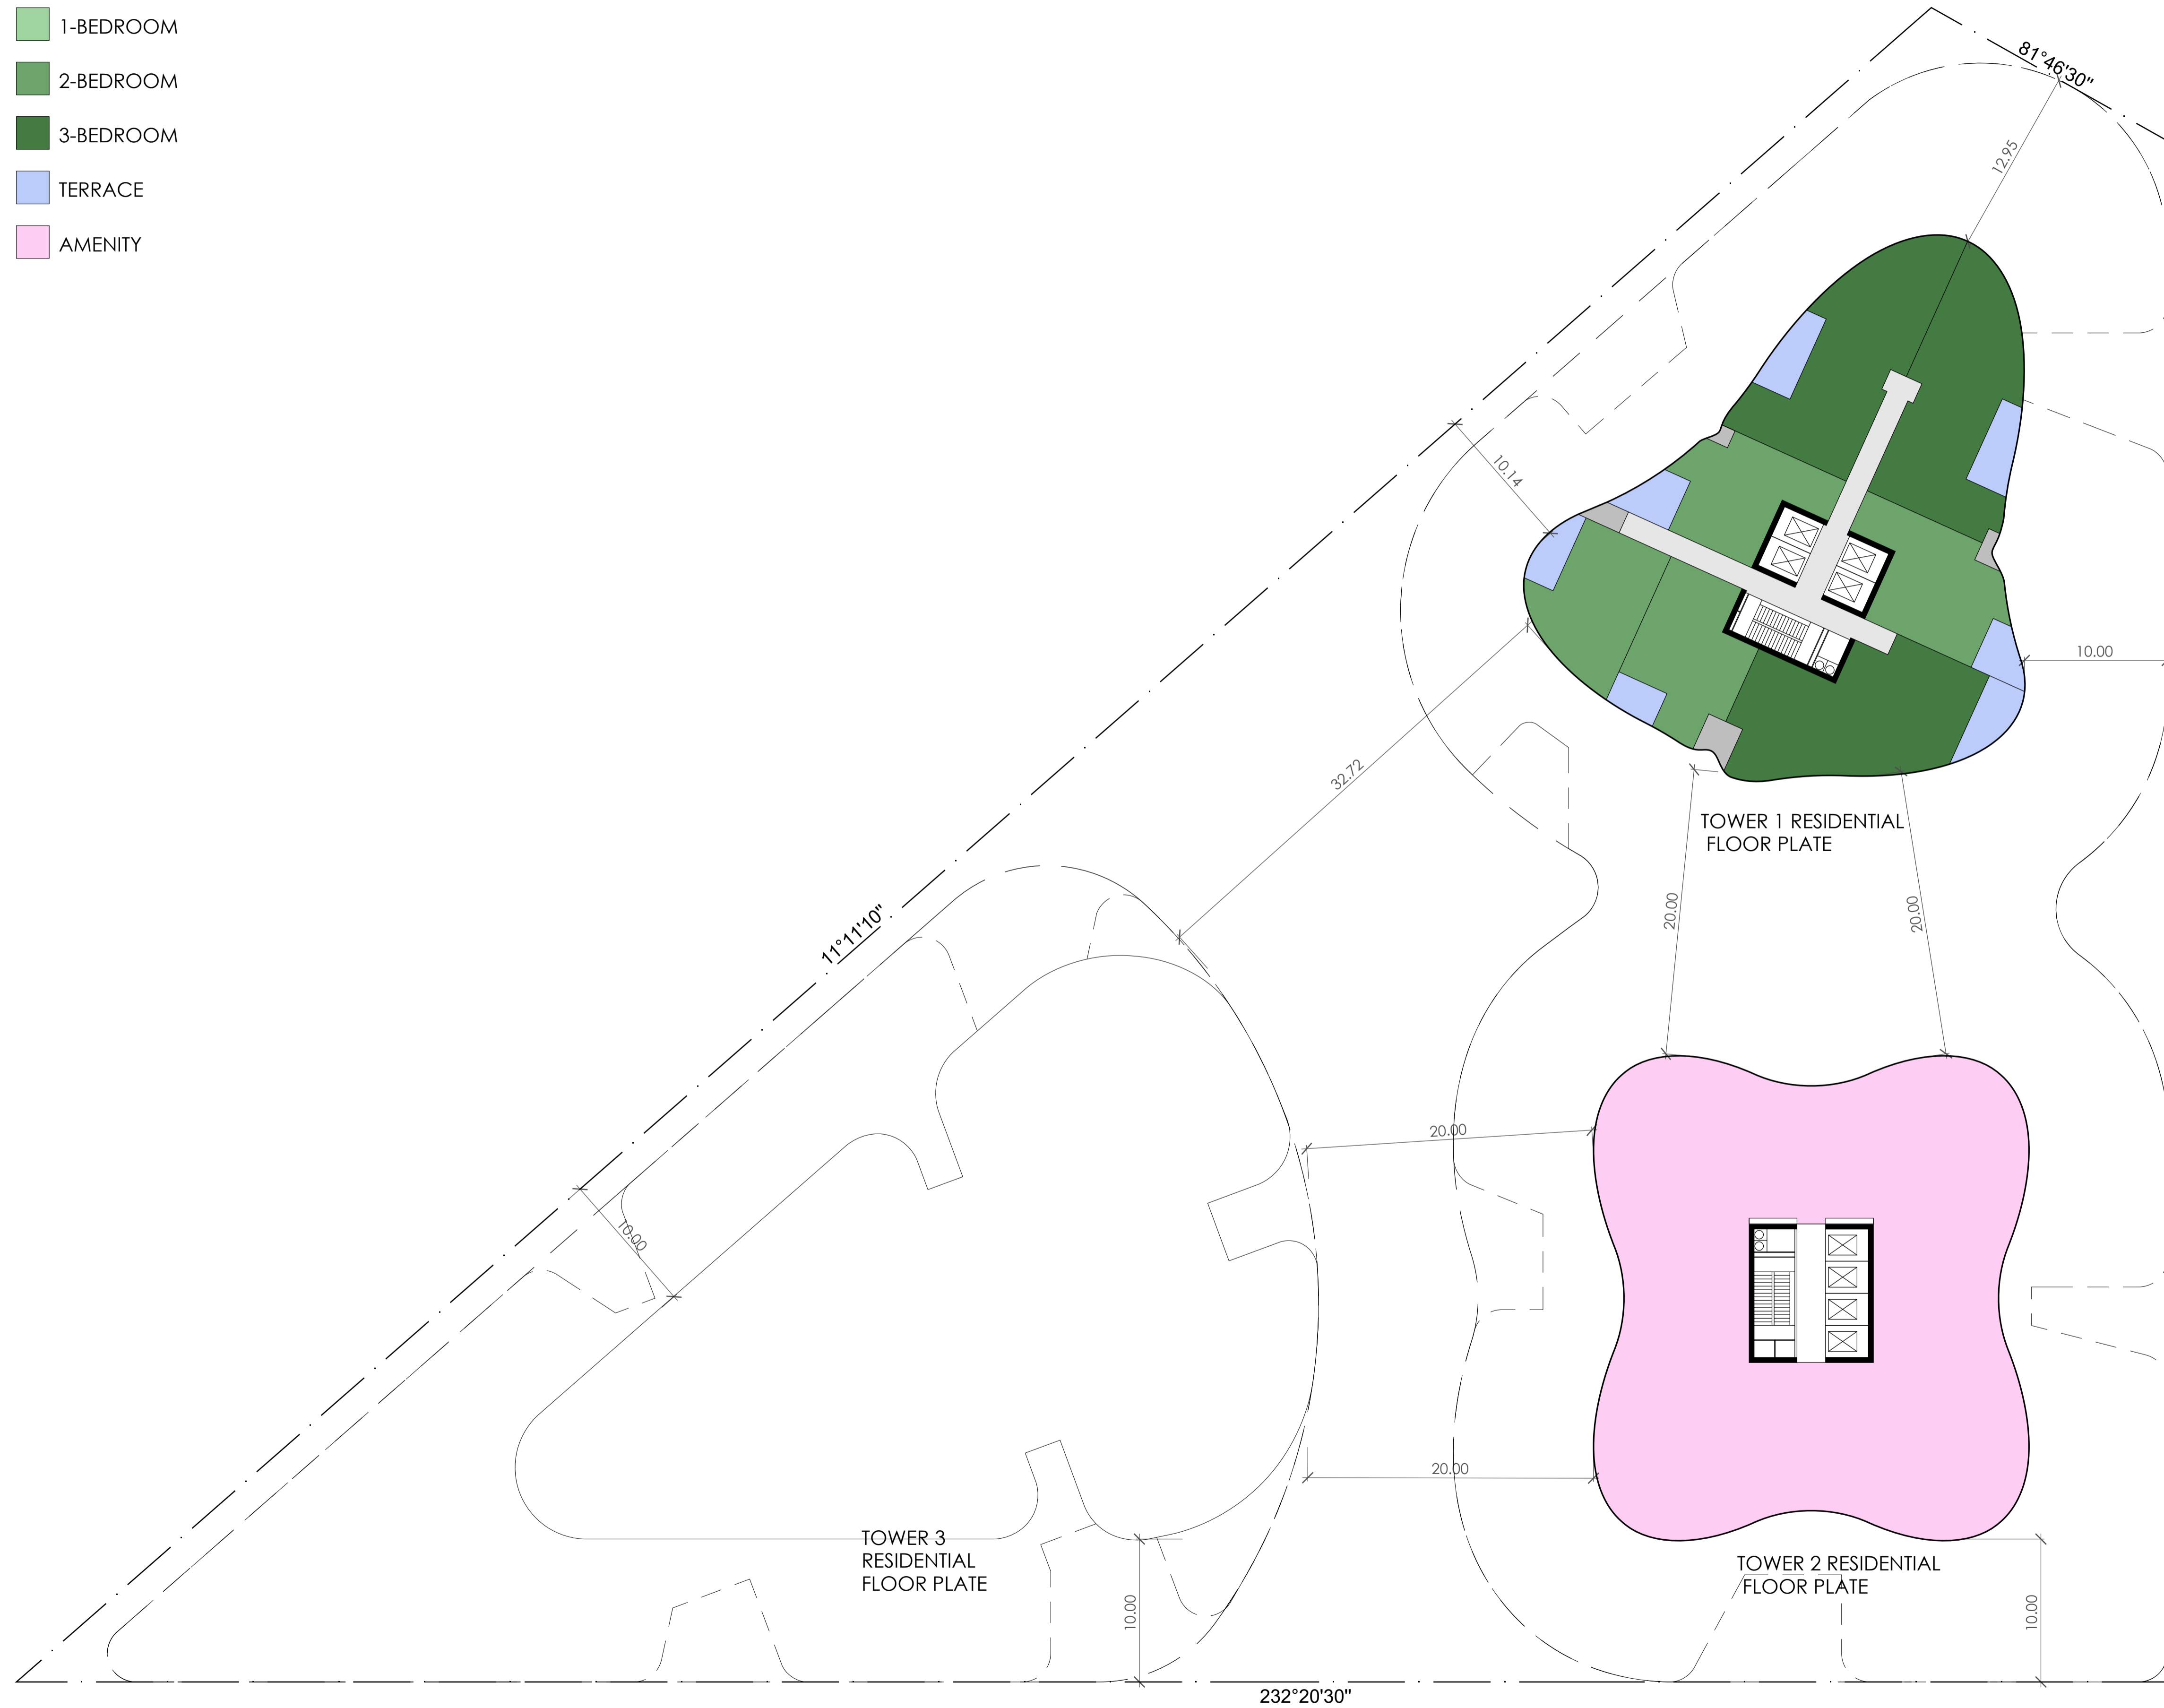 1-BEDROOM
2-BEDROOM
3-BEDROOM
TERRACE
AMENITY
81°46'30"
12.95
10.14
10.00
32.72
TOWER 1 RESIDENTIAL
FLOOR PLATE
20.00
20.00
11°11'10"
20.00
10.00
20.00
TOWER 3
RESIDENTIAL
FLOOR PLATE
TOWER 2 RESIDENTIAL
FLOOR PLATE
10.00
10.00
232°20'30"